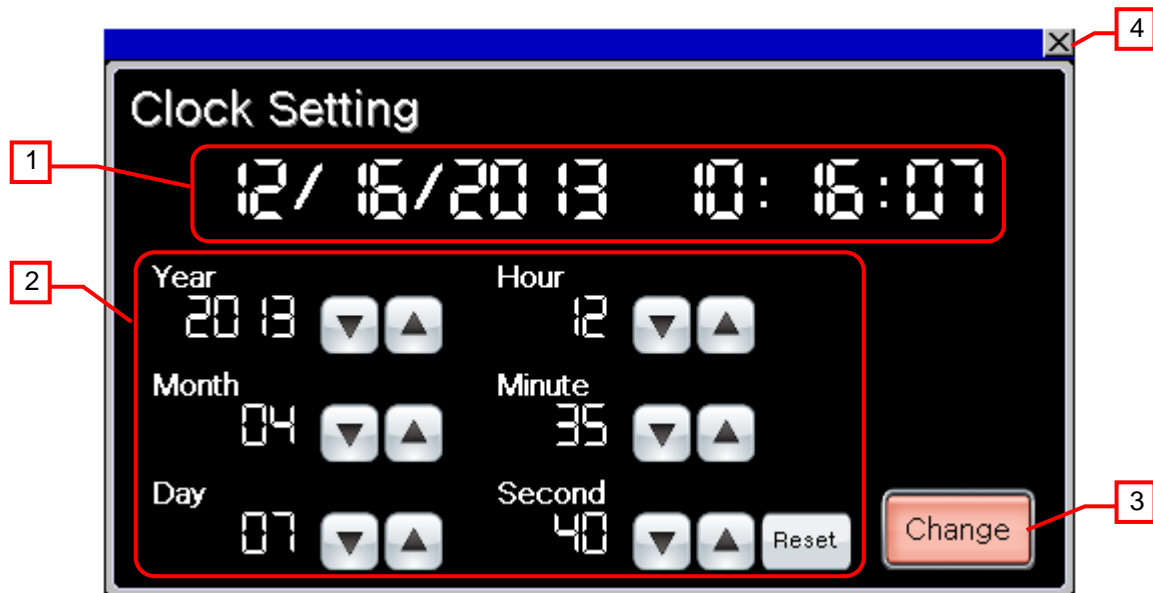 4
Clock Setting
1
12/16/2013 10:16:07
2
Year Hour
2013 12
Month Minute
04 35
Day Second
07 40 Reset
Change
3